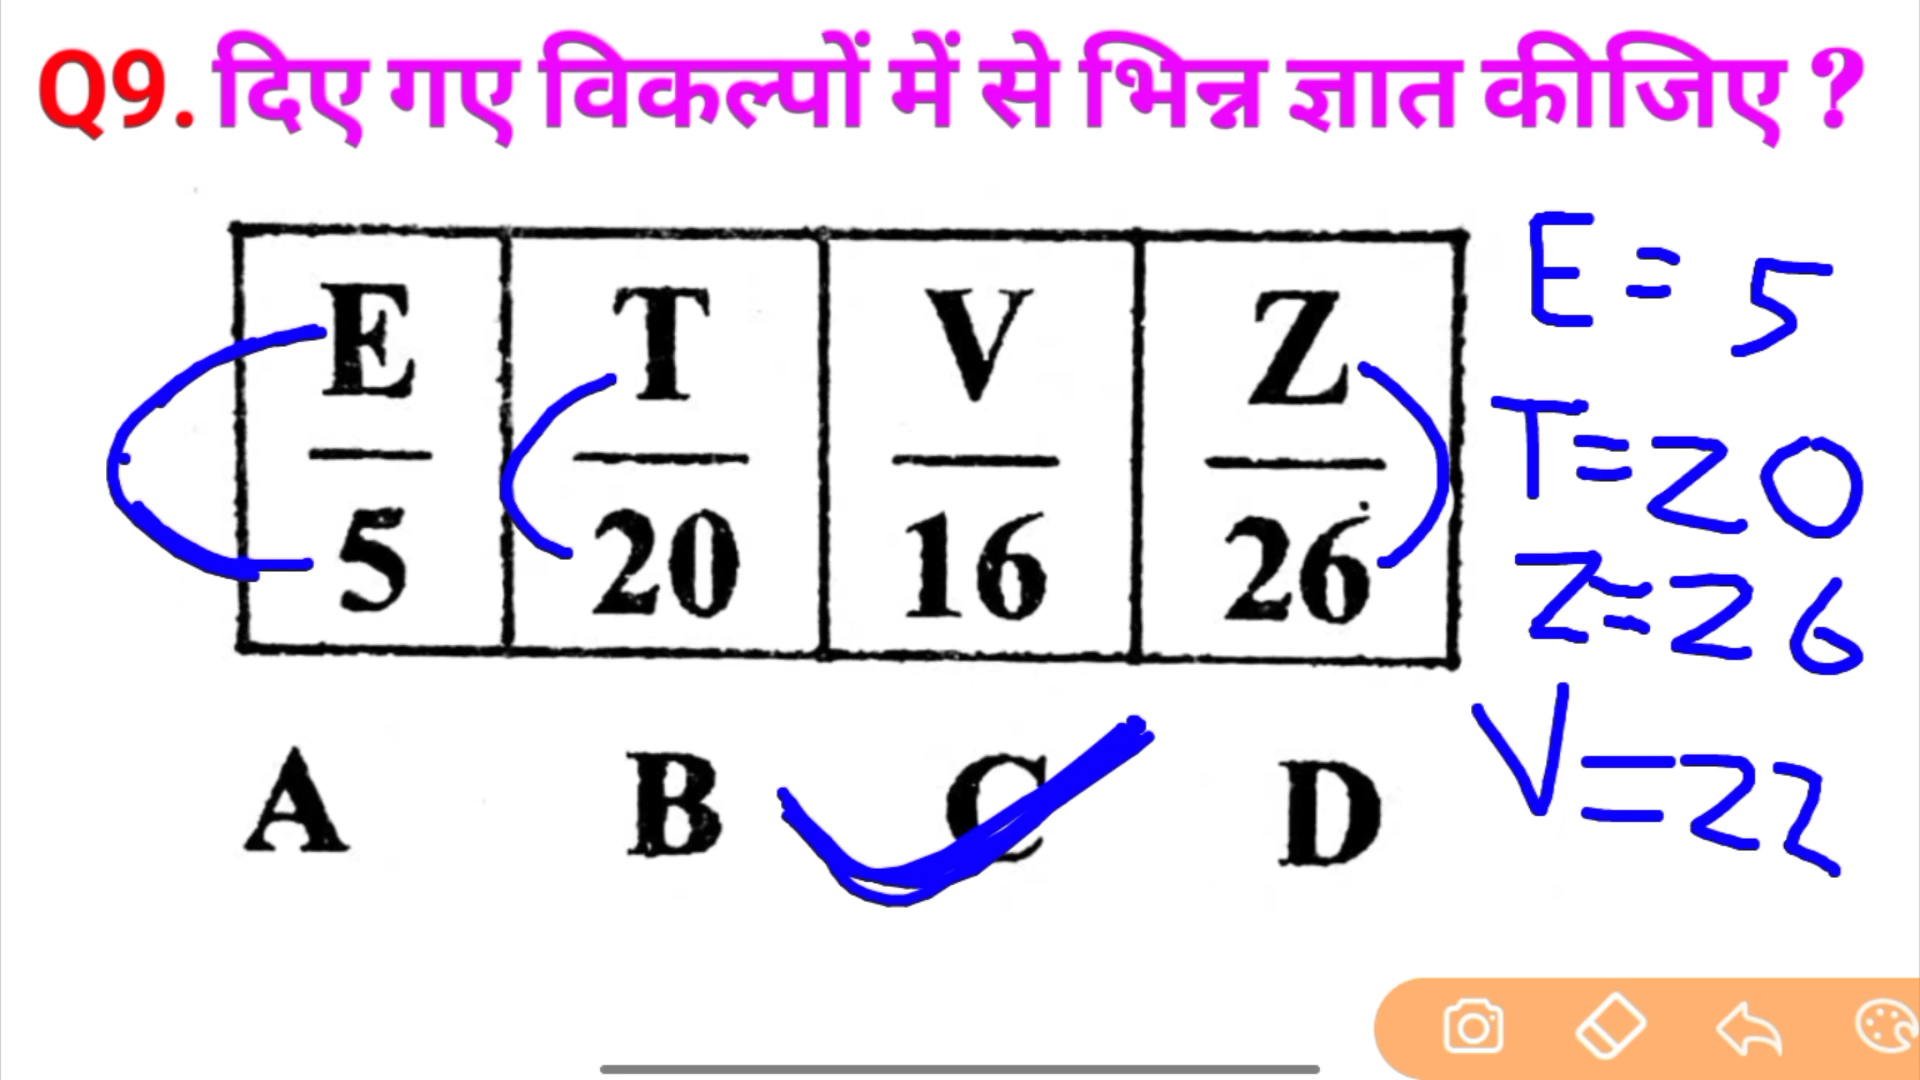 Q9. दिए गए विकल्पों में से भिन्न ज्ञात कीजिए ?
E T V Z
5 20 16 26
A B C D
E = 5
T = 20
Z = 26
V = 22